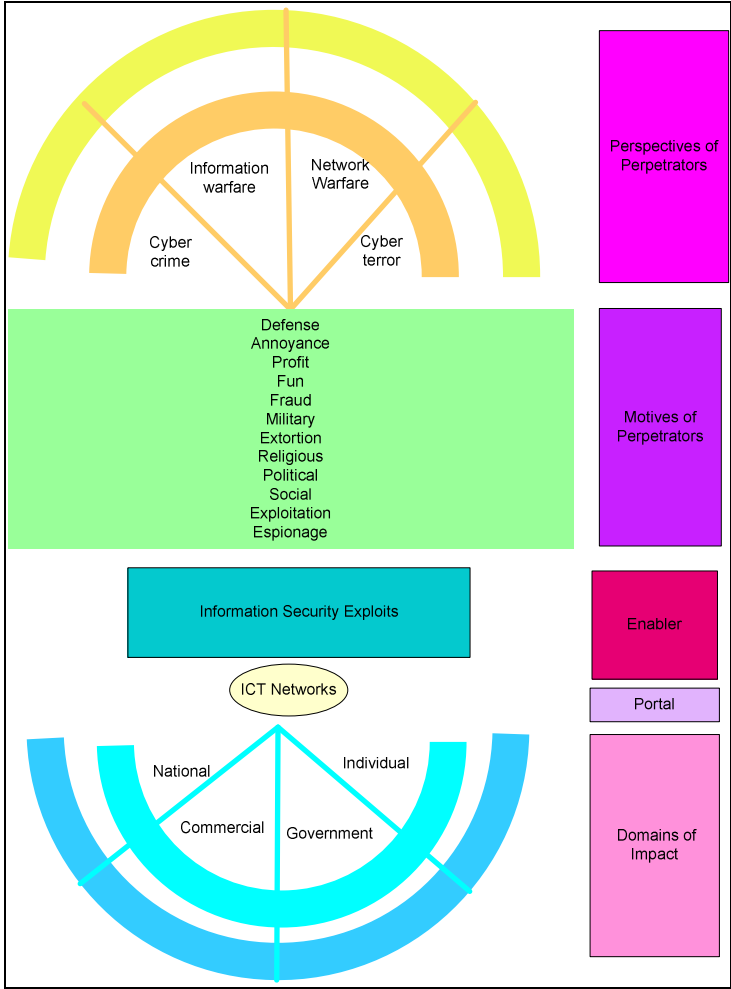 Perspectives of
Perpetrators
Information
warfare
Network
Warfare
Cyber
crime
Cyber
terror
Defense
Annoyance
Profit
Fun
Fraud
Military
Extortion
Religious
Political
Social
Exploitation
Espionage
Motives of
Perpetrators
Information Security Exploits
Enabler
ICT Networks
Portal
National
Individual
Commercial
Government
Domains of
Impact